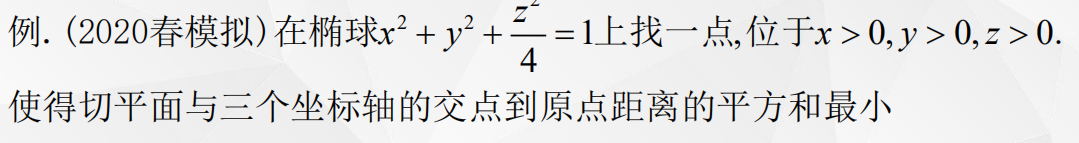 例. (2020春模拟)在椭球x² + y² + z²/4 = 1上找一点,位于x > 0, y > 0, z > 0.
使得切平面与三个坐标轴的交点到原点距离的平方和最小